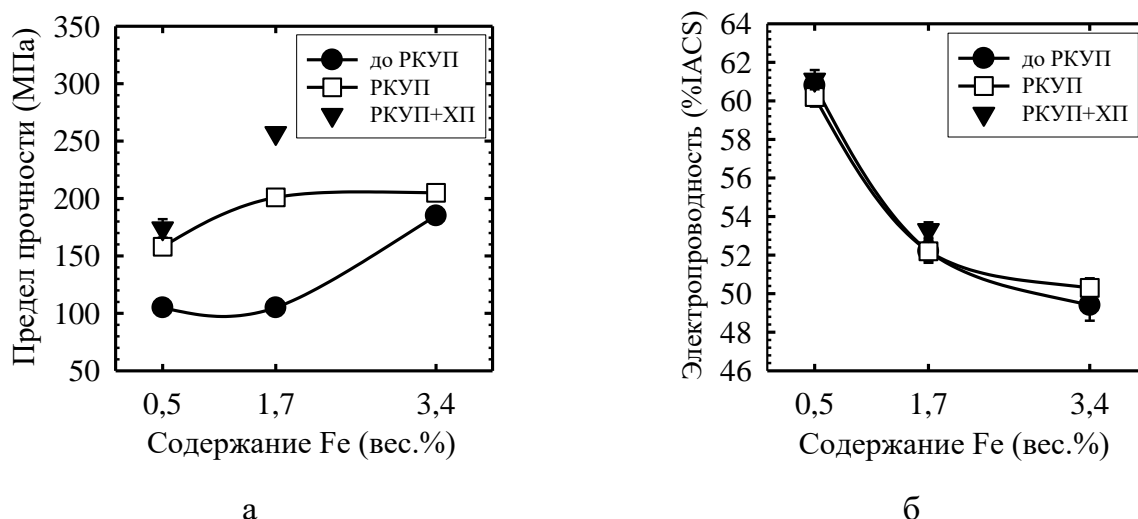 Предел прочности (МПа)
350
300
250
200
150
100
50
до РКУП
РКУП
РКУП+ХП
0,5 1,7 3,4
Содержание Fe (вес.%)
а
Электропроводность (%IACS)
64
62
60
58
56
54
52
50
48
46
до РКУП
РКУП
РКУП+ХП
0,5 1,7 3,4
Содержание Fe (вес.%)
б